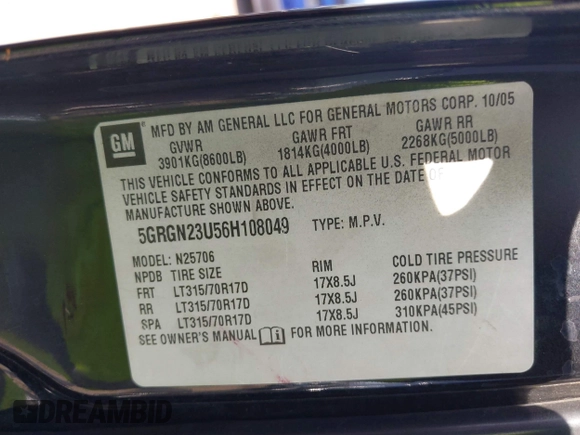 GM
MFD BY AM GENERAL LLC FOR GENERAL MOTORS CORP. 10/05
GVWR GAWR FRT GAWR RR
3901KG(8600LB) 1814KG(4000LB) 2268KG(5000LB)
THIS VEHICLE CONFORMS TO ALL APPLICABLE U.S. FEDERAL MOTOR
VEHICLE SAFETY STANDARDS IN EFFECT ON THE DATE OF
MANUFACTURE SHOWN ABOVE.
5GRGN23U56H108049 TYPE: M.P.V.
MODEL: N25706
NPDB TIRE SIZE RIM COLD TIRE PRESSURE
FRT LT315/70R17D 17X8.5J 260KPA(37PSI)
RR LT315/70R17D 17X8.5J 260KPA(37PSI)
SPA LT315/70R17D 17X8.5J 310KPA(45PSI)
SEE OWNER'S MANUAL FOR MORE INFORMATION.
DREAMBID